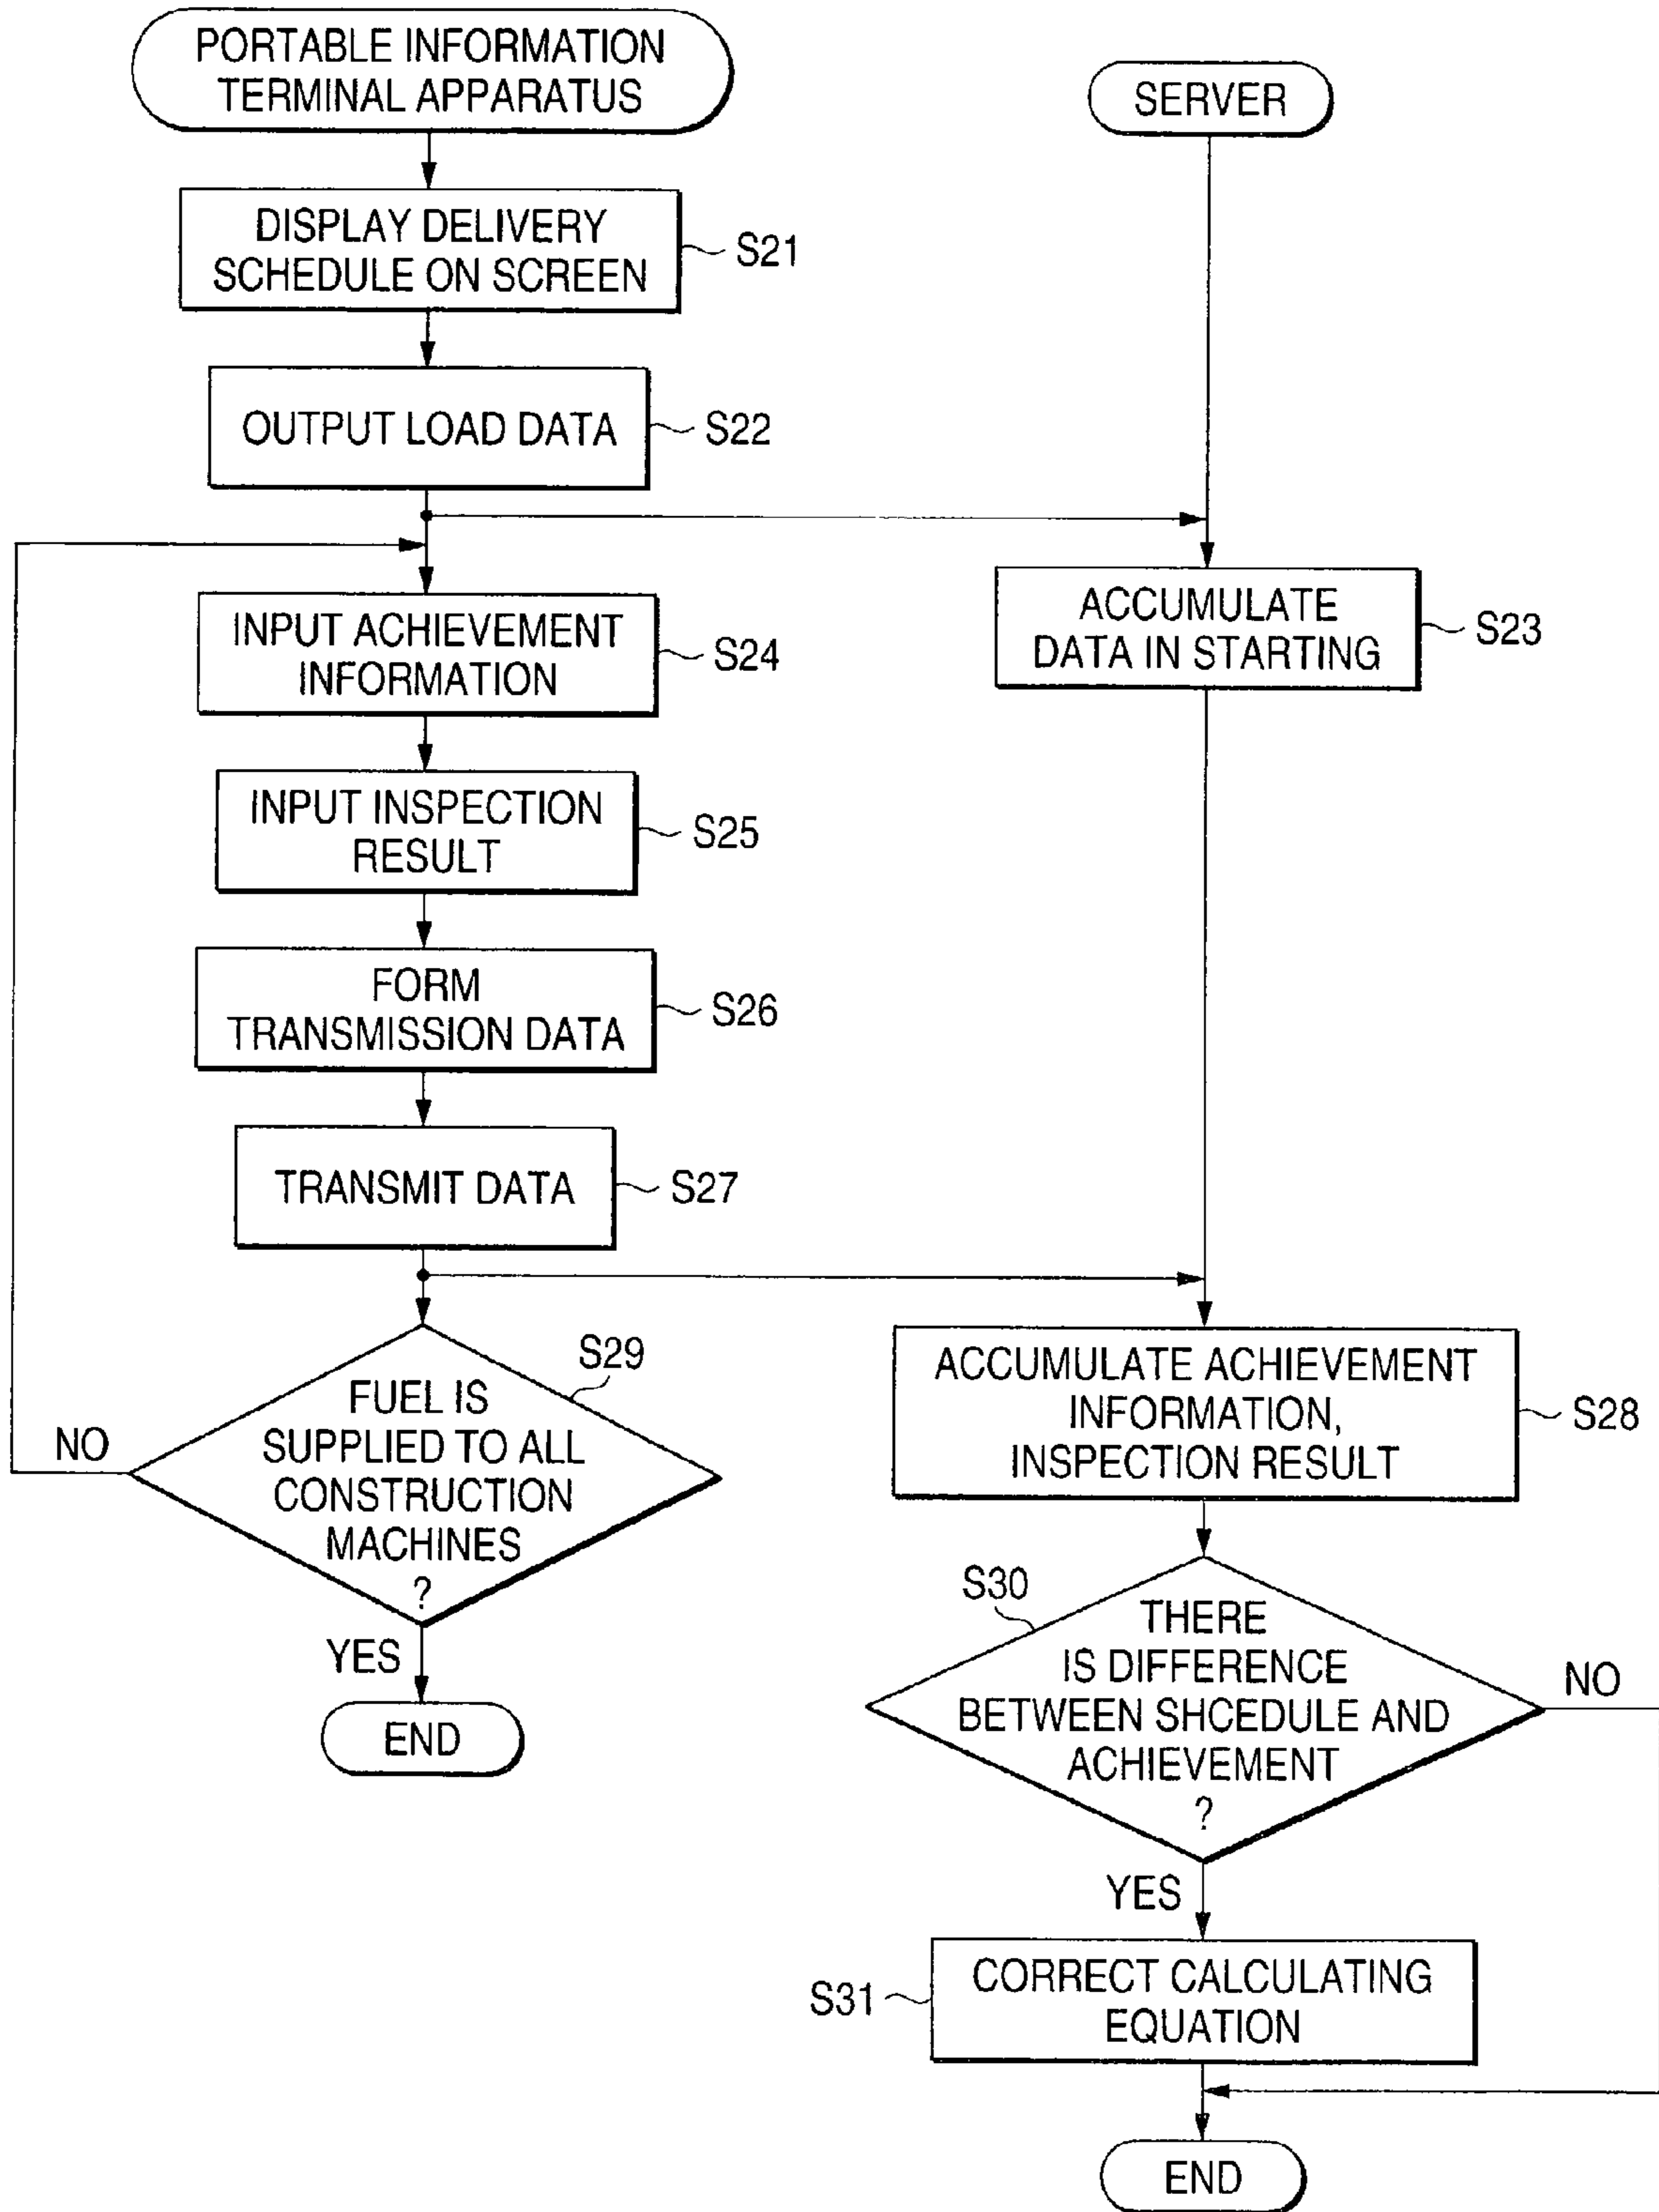 PORTABLE INFORMATION
TERMINAL APPARATUS
SERVER
DISPLAY DELIVERY
SCHEDULE ON SCREEN
S21
OUTPUT LOAD DATA
S22
ACCUMULATE
DATA IN STARTING
S23
INPUT ACHIEVEMENT
INFORMATION
S24
INPUT INSPECTION
RESULT
S25
FORM
TRANSMISSION DATA
S26
TRANSMIT DATA
S27
S29
FUEL IS
SUPPLIED TO ALL
CONSTRUCTION
MACHINES
?
NO
YES
END
ACCUMULATE ACHIEVEMENT
INFORMATION,
INSPECTION RESULT
S28
S30
THERE
IS DIFFERENCE
BETWEEN SHCEDULE AND
ACHIEVEMENT
?
NO
YES
CORRECT CALCULATING
EQUATION
S31
END